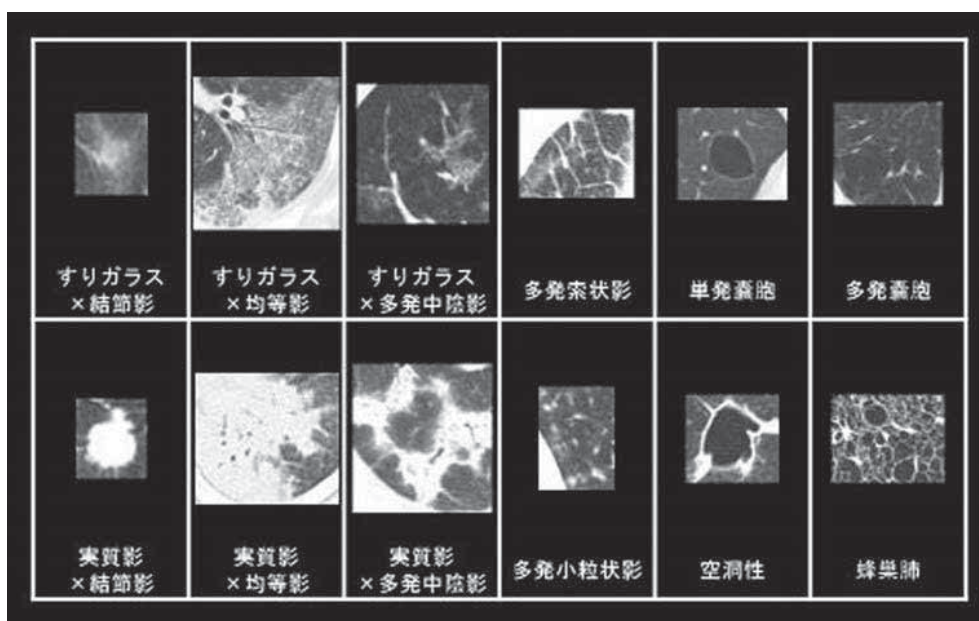 すりガラス
×結節影
すりガラス
×均等影
すりガラス
×多発中陰影
多発索状影
単発嚢胞
多発嚢胞
実質影
×結節影
実質影
×均等影
実質影
×多発中陰影
多発小粒状影
空洞性
蜂巣肺